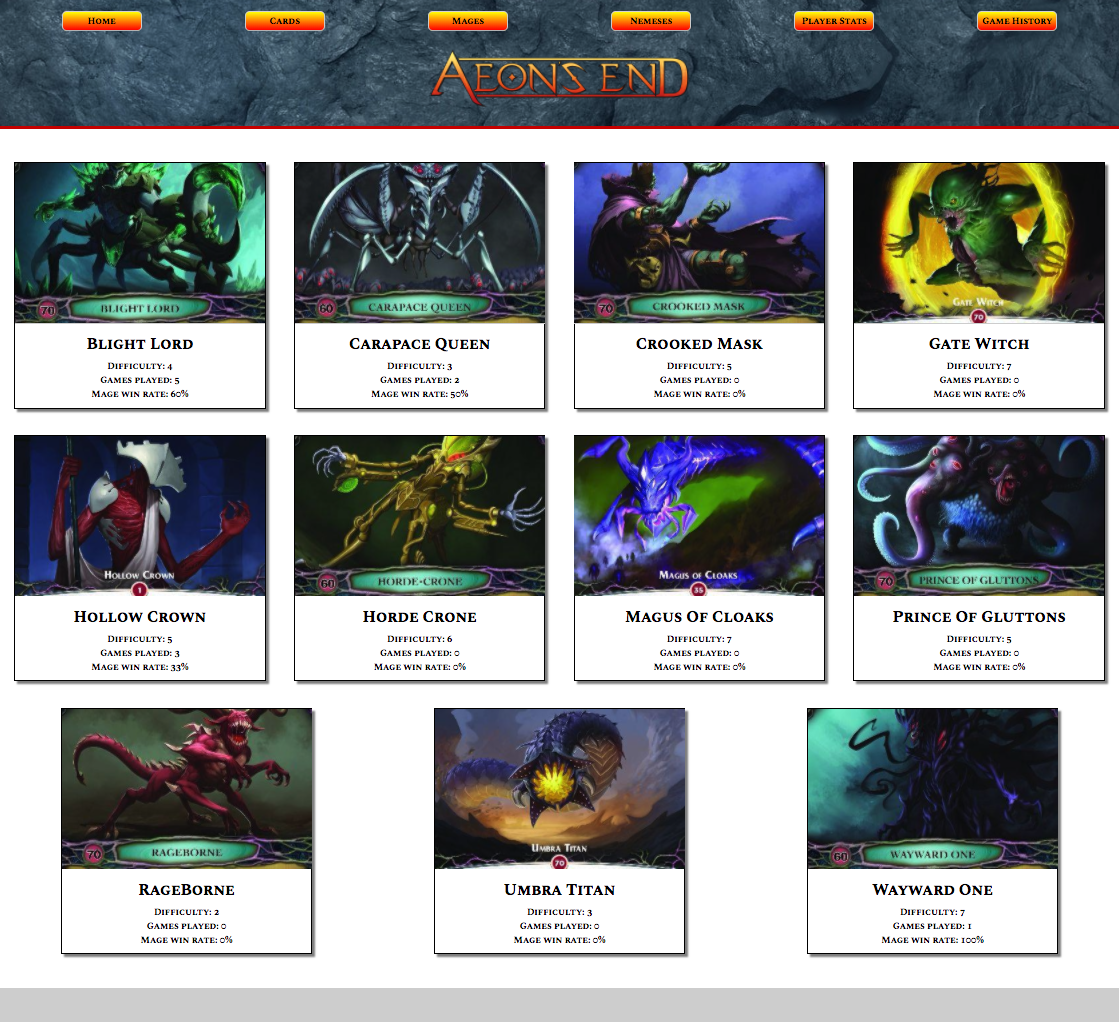 Home Cards Mages Nemeses Player Stats Game History
AEON'S END
70 BLIGHT LORD
60 CARAPACE QUEEN
70 CROOKED MASK
Gate Witch
70
Blight Lord
Difficulty: 4
Games played: 5
Mage win rate: 60%
Carapace Queen
Difficulty: 3
Games played: 2
Mage win rate: 50%
Crooked Mask
Difficulty: 5
Games played: 0
Mage win rate: 0%
Gate Witch
Difficulty: 7
Games played: 0
Mage win rate: 0%
Hollow Crown
1
60 HORDE-CRONE
Magus of Cloaks
35
70 PRINCE OF GLUTTONS
Hollow Crown
Difficulty: 5
Games played: 3
Mage win rate: 33%
Horde Crone
Difficulty: 6
Games played: 0
Mage win rate: 0%
Magus Of Cloaks
Difficulty: 7
Games played: 0
Mage win rate: 0%
Prince Of Gluttons
Difficulty: 5
Games played: 0
Mage win rate: 0%
70 RAGEBORNE
Umbra Titan
70
60 WAYWARD ONE
RageBorne
Difficulty: 2
Games played: 0
Mage win rate: 0%
Umbra Titan
Difficulty: 3
Games played: 0
Mage win rate: 0%
Wayward One
Difficulty: 7
Games played: 1
Mage win rate: 100%